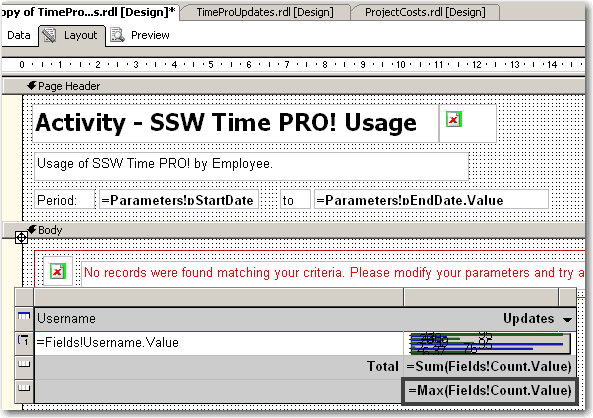 opy of TimePro...s.rdl [Design]* TimeProUpdates.rdl [Design] ProjectCosts.rdl [Design]
Data Layout Preview
0 1 2 3 4 5 6 7 8 9 10 11 12 13 14
Page Header
Activity - SSW Time PRO! Usage
Usage of SSW Time PRO! by Employee.
Period: =Parameters!pStartDate to =Parameters!pEndDate.Value
Body
No records were found matching your criteria. Please modify your parameters and try a
Username Updates
=Fields!Username.Value
Total =Sum(Fields!Count.Value)
=Max(Fields!Count.Value)